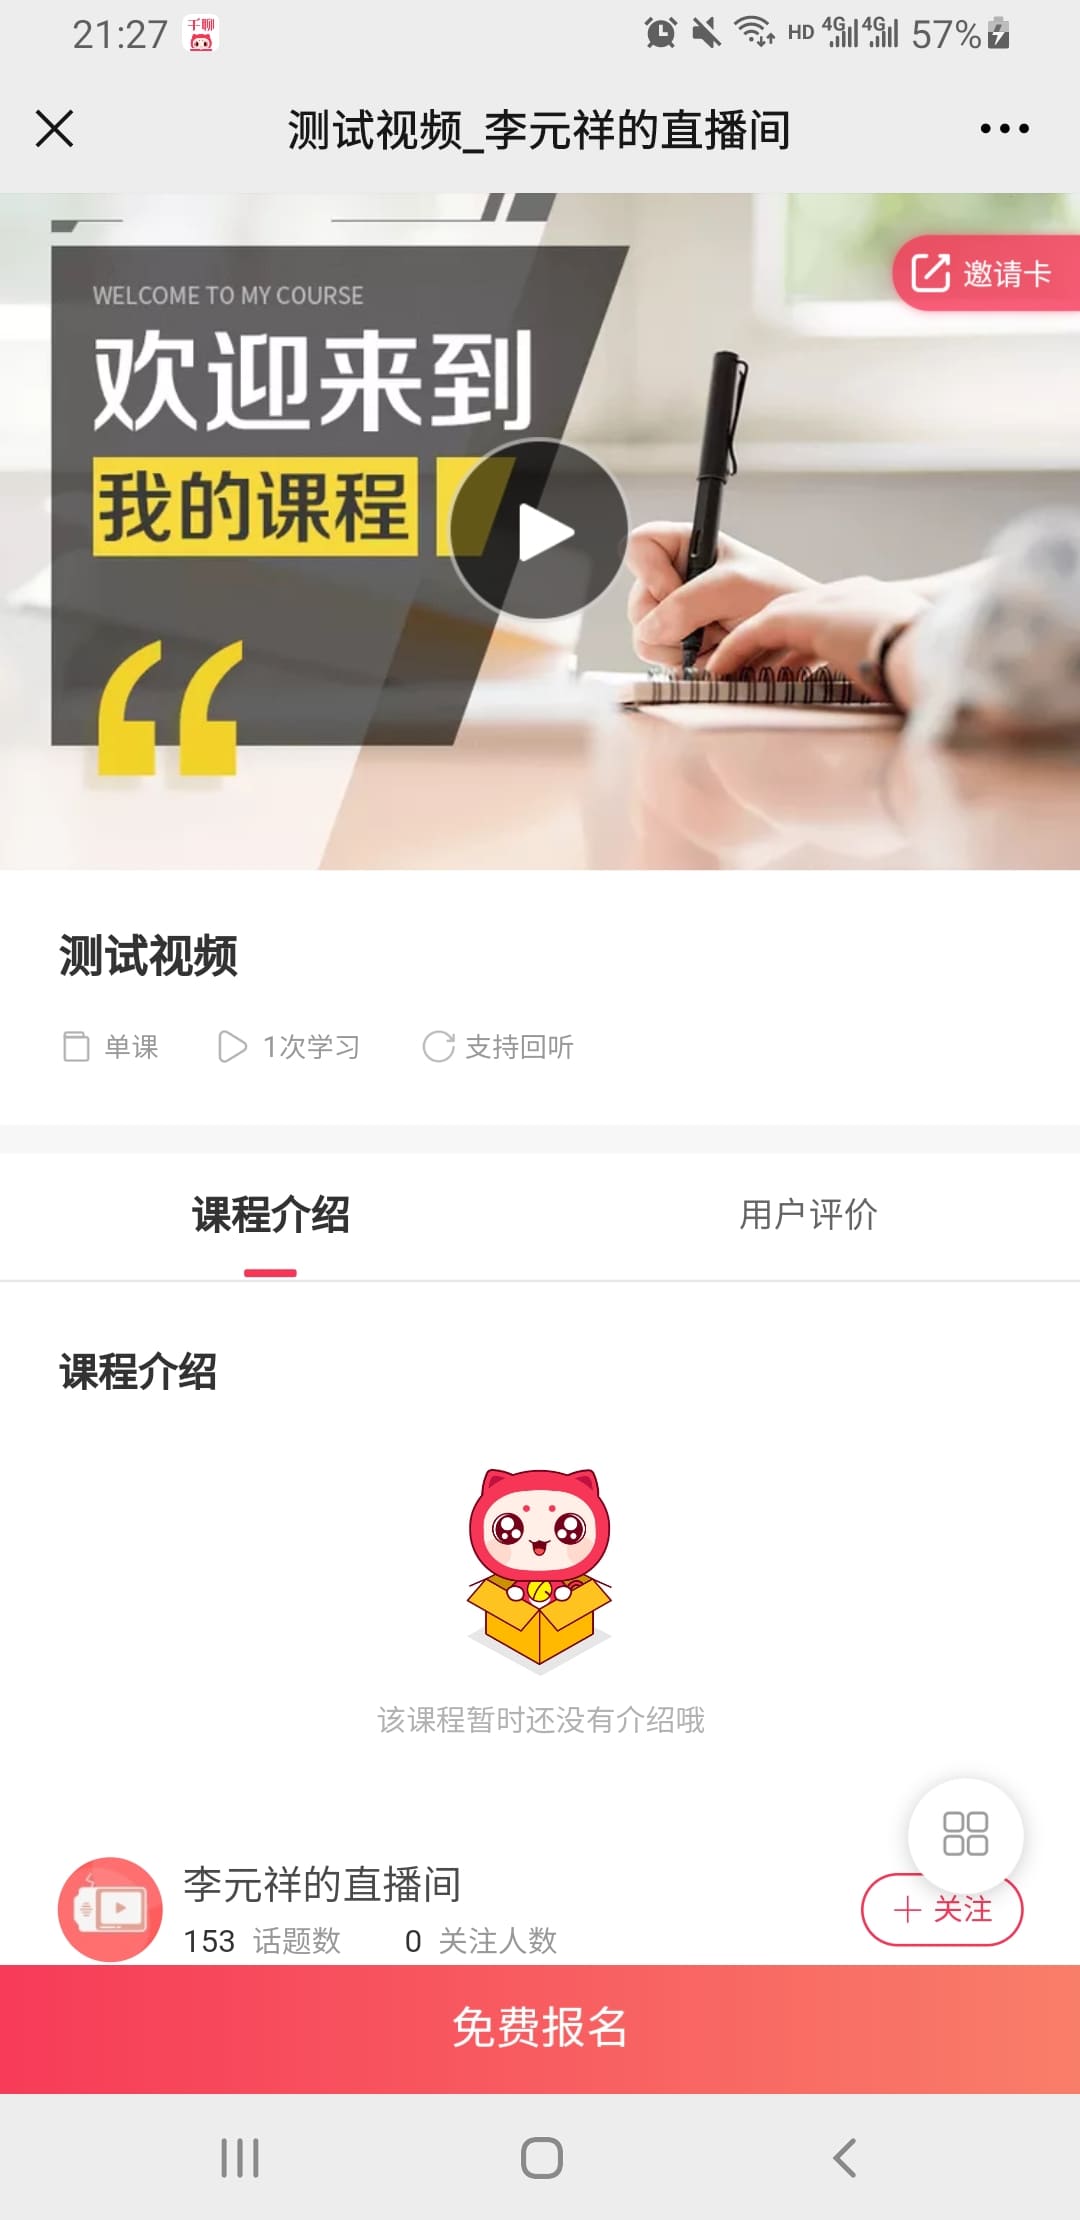 21:27 千聊 HD 4G 4G 57%
测试视频_李元祥的直播间
邀请卡
WELCOME TO MY COURSE
欢迎来到
我的课程
测试视频
单课 1次学习 支持回听
课程介绍 用户评价
课程介绍
该课程暂时还没有介绍哦
李元祥的直播间
153 话题数 0 关注人数
关注
免费报名